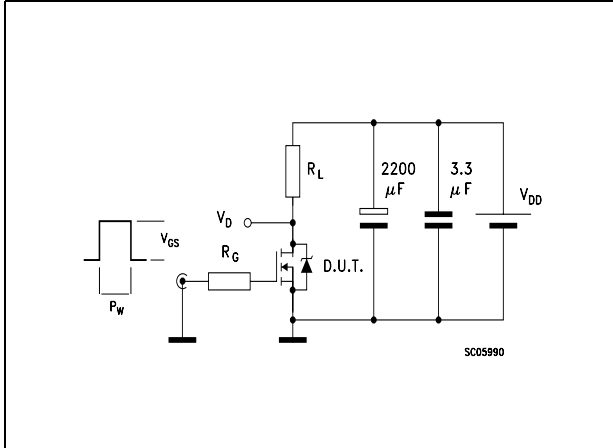 R_L
2200
μF
3.3
μF
V_DD
V_D
V_GS
R_G
D.U.T.
P_W
SC05990